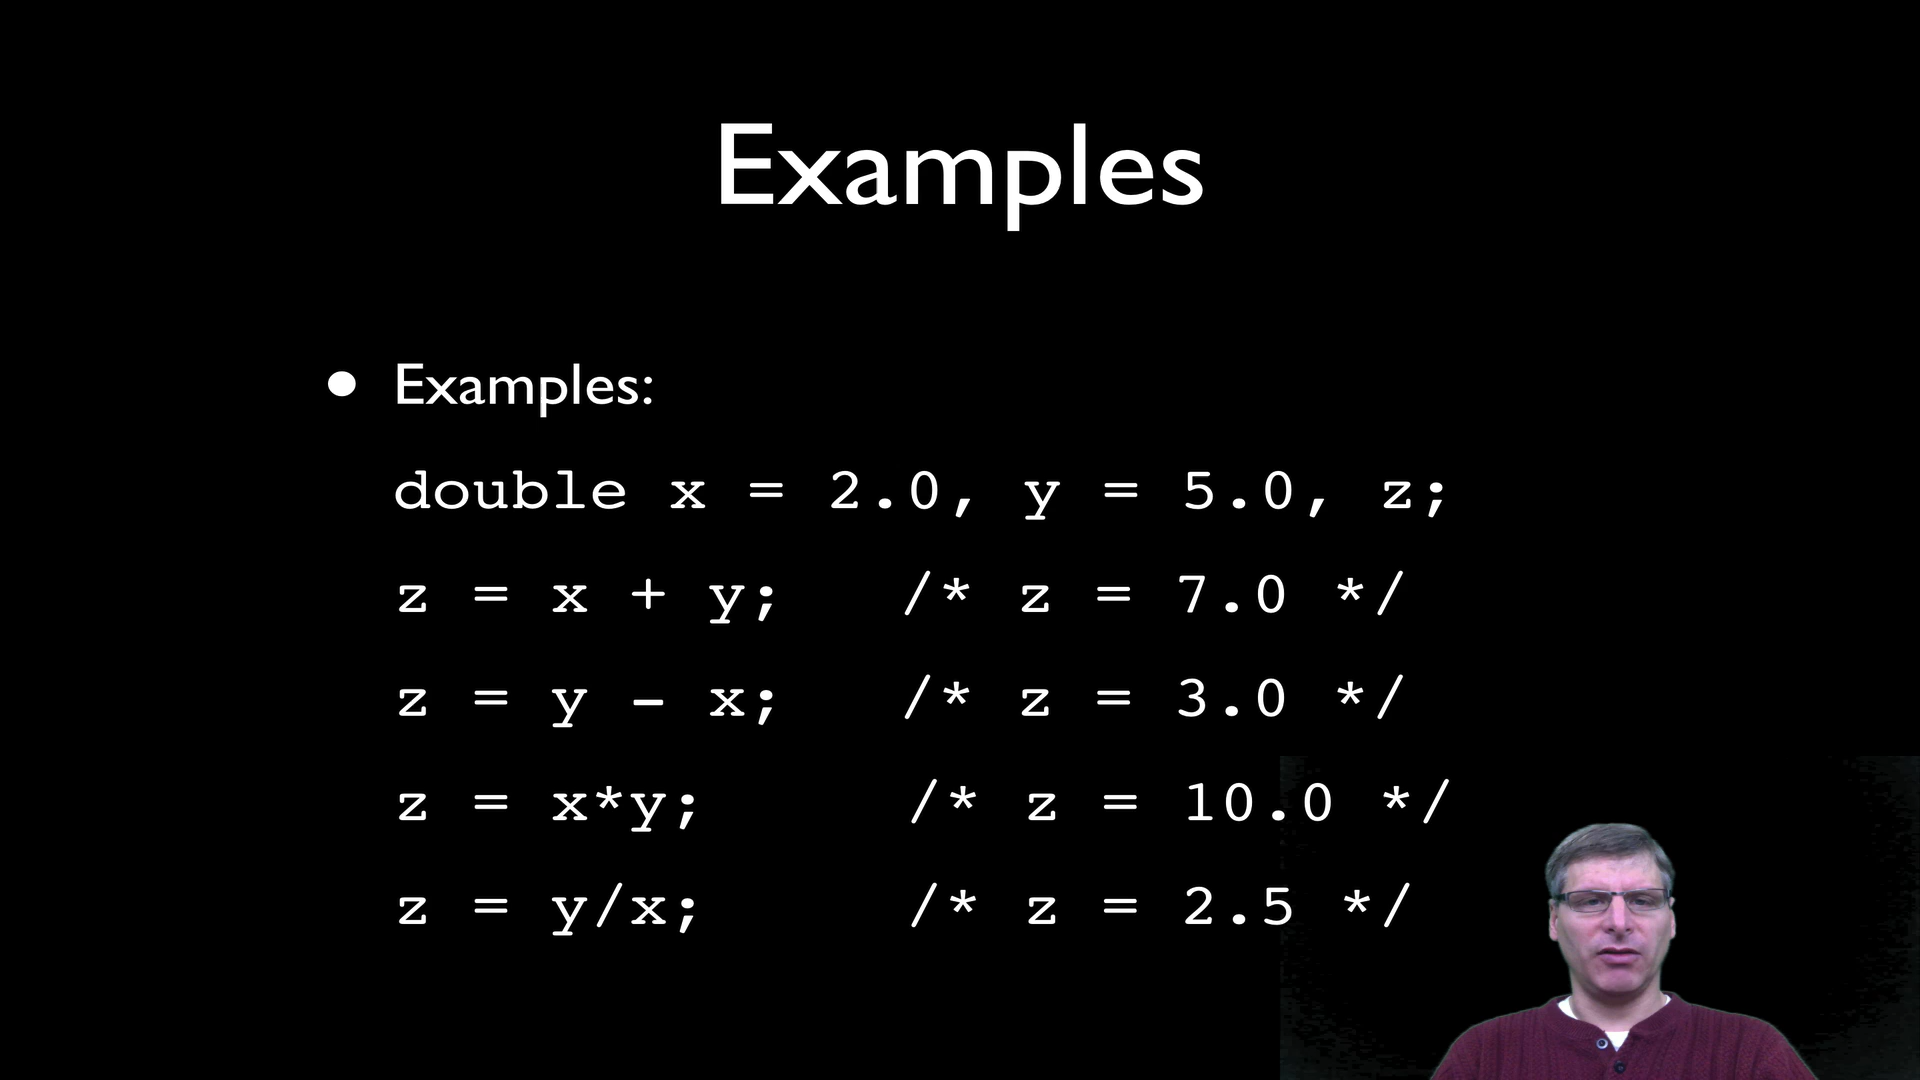 Examples
• Examples:
double x = 2.0, y = 5.0, z;
z = x + y; /* z = 7.0 */
z = y - x; /* z = 3.0 */
z = x*y; /* z = 10.0 */
z = y/x; /* z = 2.5 */